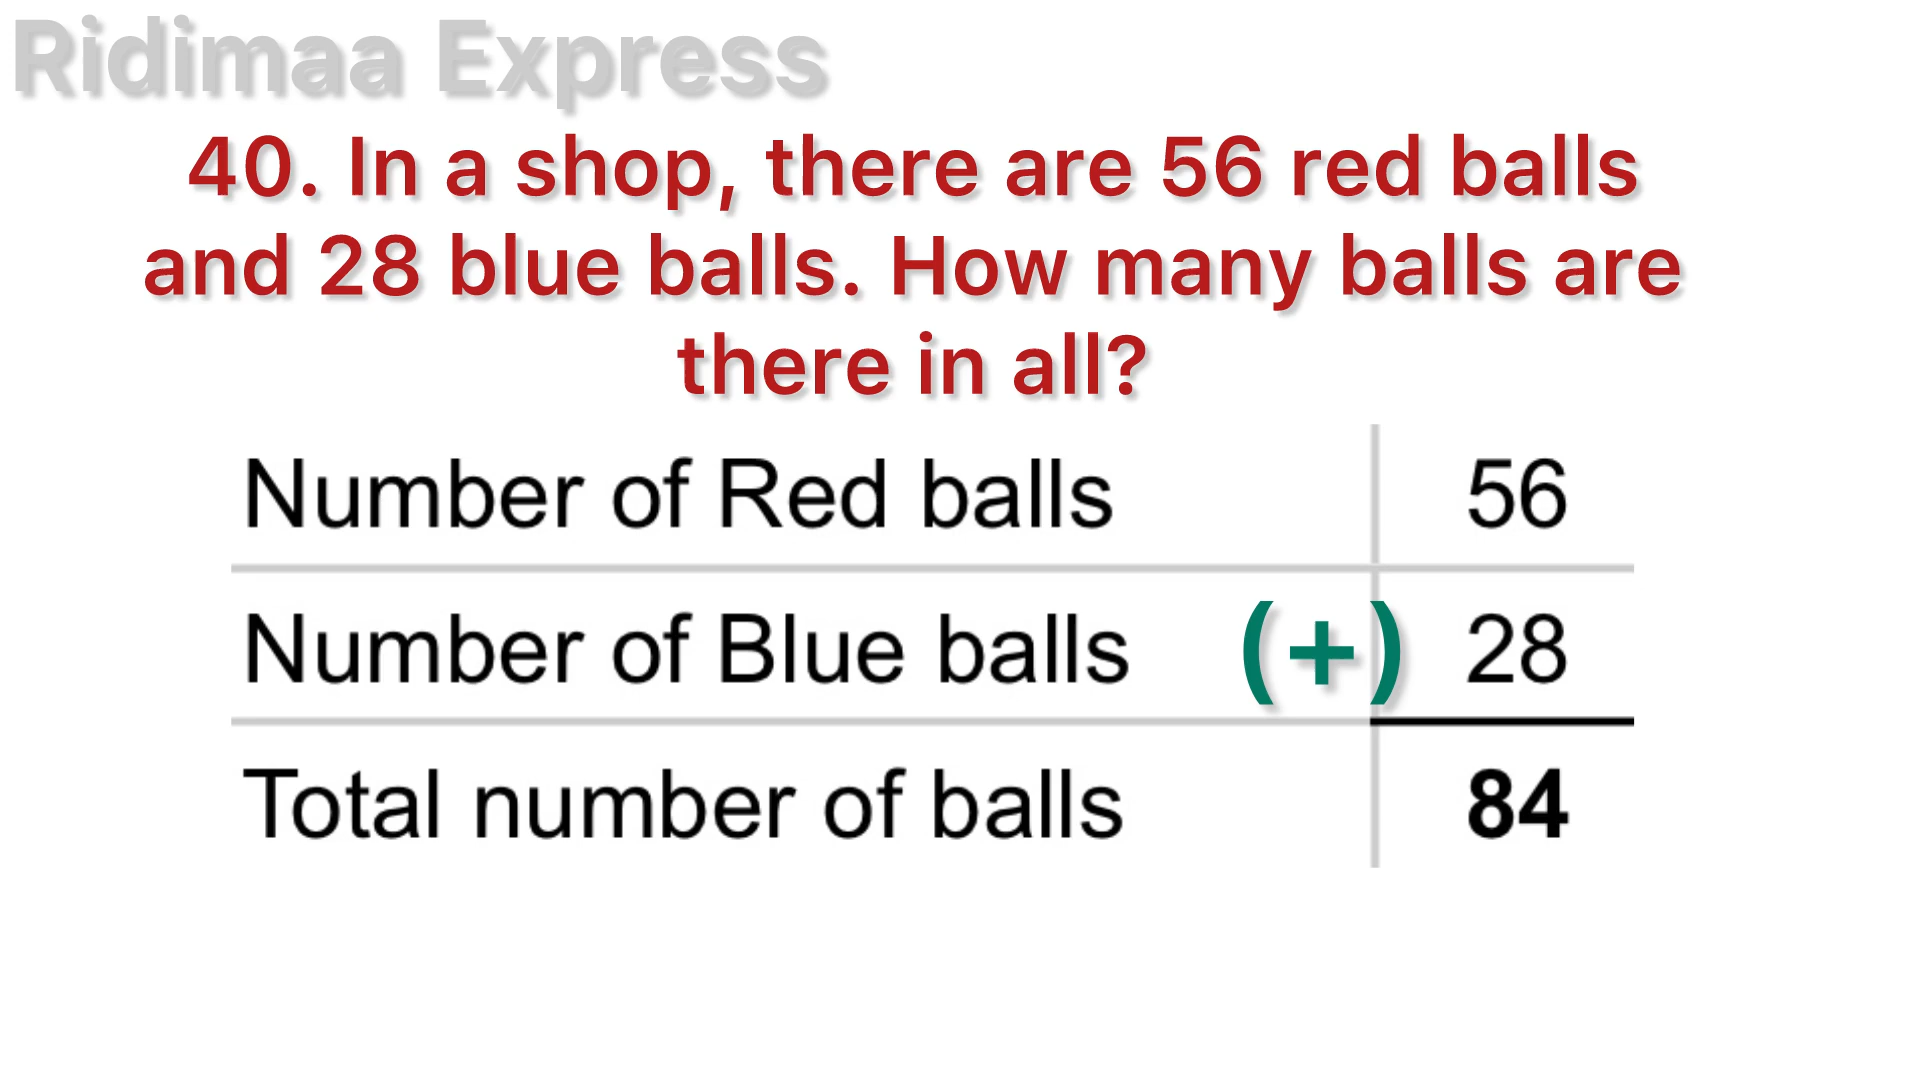 Ridimaa Express
40. In a shop, there are 56 red balls
and 28 blue balls. How many balls are
there in all?
Number of Red balls 56
Number of Blue balls (+) 28
Total number of balls 84